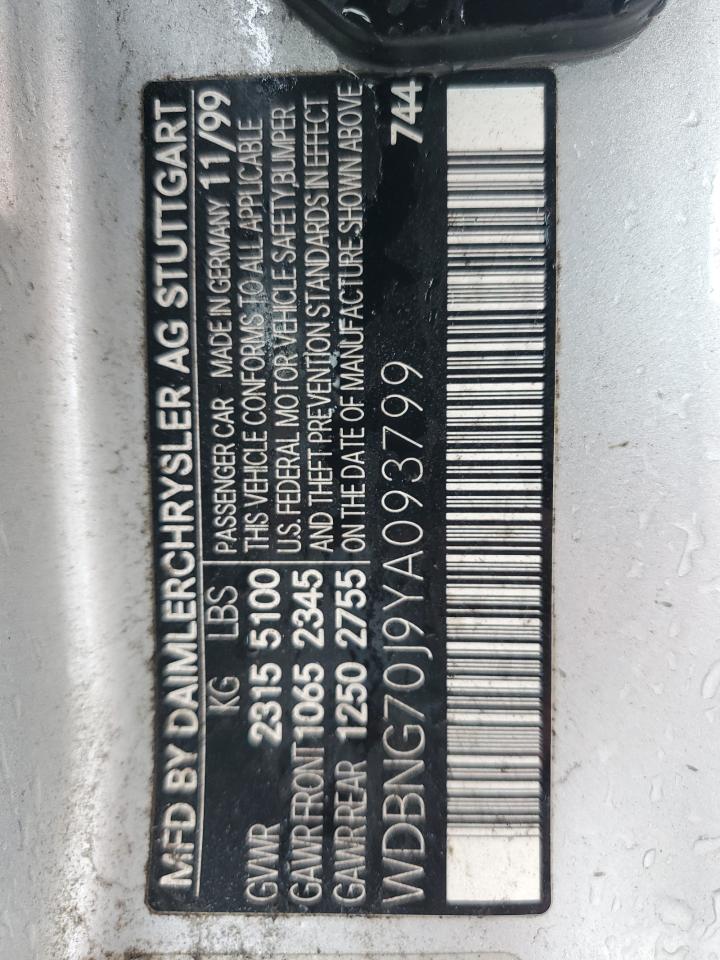 MFD BY DAIMLERCHRYSLER AG STUTTGART
KG LBS
GVWR 2315 5100
GAWR FRONT 1065 2345
GAWR REAR 1250 2755
PASSENGER CAR MADE IN GERMANY 11/99
THIS VEHICLE CONFORMS TO ALL APPLICABLE
U.S. FEDERAL MOTOR VEHICLE SAFETY, BUMPER
AND THEFT PREVENTION STANDARDS IN EFFECT
ON THE DATE OF MANUFACTURE SHOWN ABOVE
WDBNG70J9YA093799 744